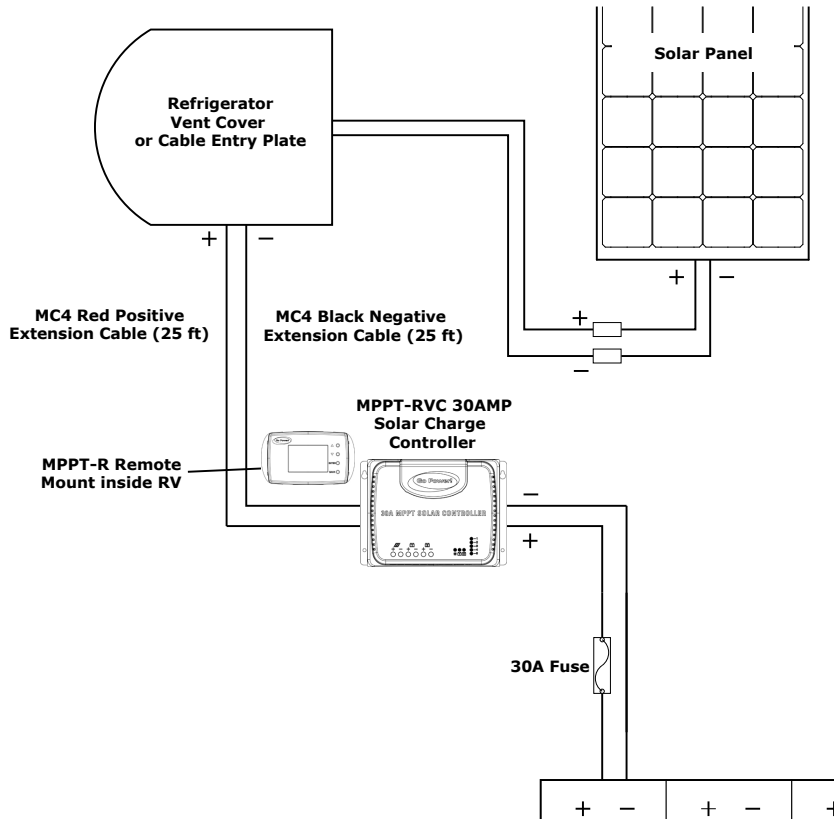 Solar Panel
Refrigerator
Vent Cover
or Cable Entry Plate
+ −
+ −
+
−
MC4 Red Positive
Extension Cable (25 ft)
MC4 Black Negative
Extension Cable (25 ft)
MPPT-RVC 30AMP
Solar Charge
Controller
MPPT-R Remote
Mount inside RV
Go Power!
30A MPPT SOLAR CONTROLLER
−
+
30A Fuse
+ − + − +